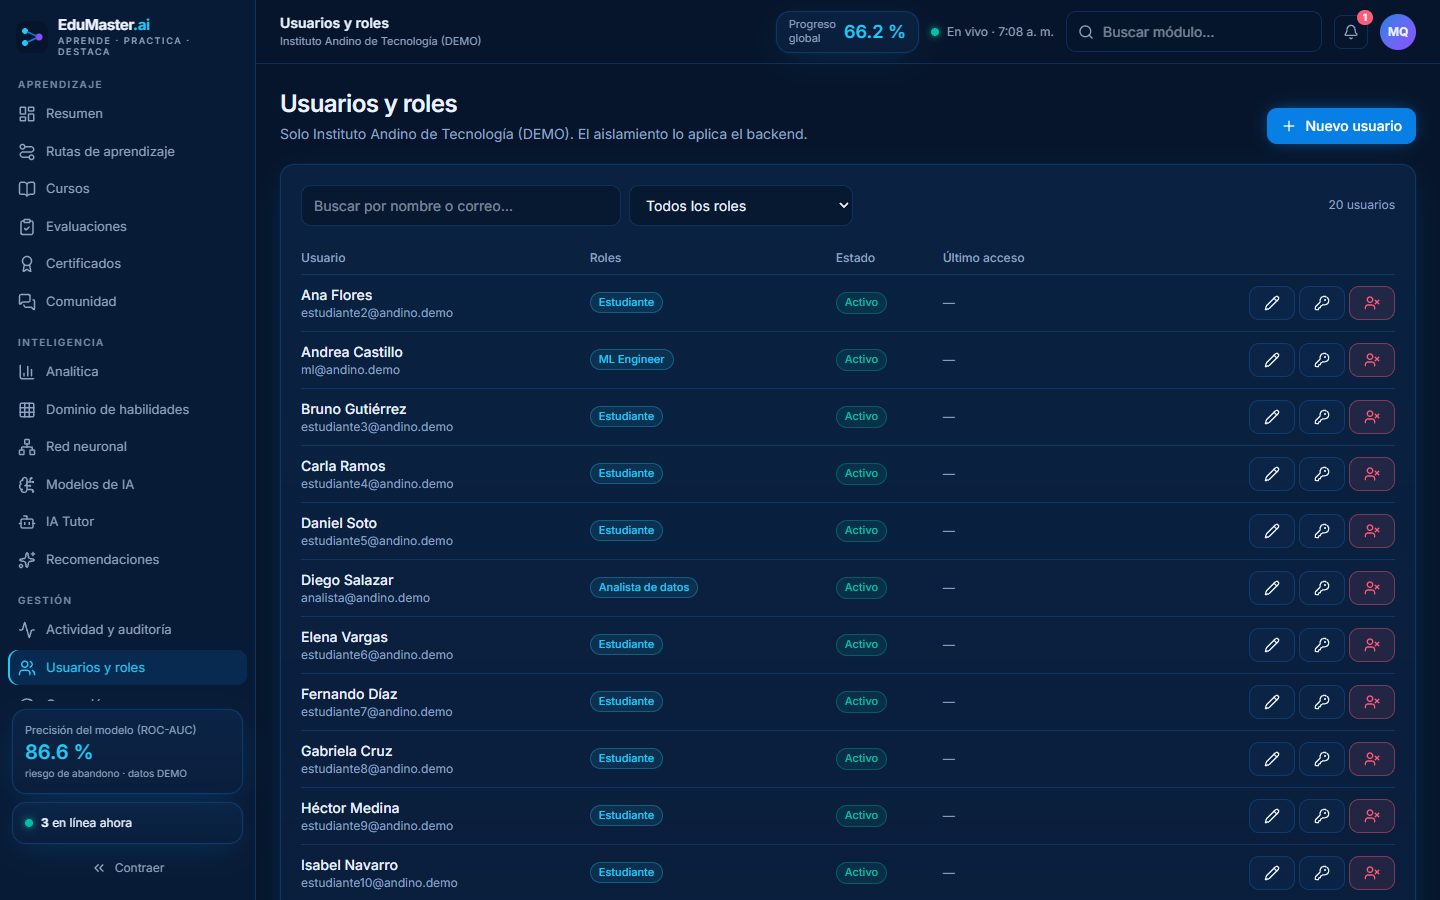 EduMaster.ai
APRENDE · PRACTICA ·
DESTACA
APRENDIZAJE
Resumen
Rutas de aprendizaje
Cursos
Evaluaciones
Certificados
Comunidad
INTELIGENCIA
Analítica
Dominio de habilidades
Red neuronal
Modelos de IA
IA Tutor
Recomendaciones
GESTIÓN
Actividad y auditoría
Usuarios y roles
Precisión del modelo (ROC-AUC)
86.6 %
riesgo de abandono · datos DEMO
3 en línea ahora
Contraer
Usuarios y roles
Instituto Andino de Tecnología (DEMO)
Progreso
global
66.2 %
En vivo · 7:08 a. m.
Buscar módulo...
1
MQ
Usuarios y roles
Solo Instituto Andino de Tecnología (DEMO). El aislamiento lo aplica el backend.
Nuevo usuario
Buscar por nombre o correo...
Todos los roles
20 usuarios
Usuario Roles Estado Último acceso
Ana Flores
estudiante2@andino.demo
Estudiante Activo —
Andrea Castillo
ml@andino.demo
ML Engineer Activo —
Bruno Gutiérrez
estudiante3@andino.demo
Estudiante Activo —
Carla Ramos
estudiante4@andino.demo
Estudiante Activo —
Daniel Soto
estudiante5@andino.demo
Estudiante Activo —
Diego Salazar
analista@andino.demo
Analista de datos Activo —
Elena Vargas
estudiante6@andino.demo
Estudiante Activo —
Fernando Díaz
estudiante7@andino.demo
Estudiante Activo —
Gabriela Cruz
estudiante8@andino.demo
Estudiante Activo —
Héctor Medina
estudiante9@andino.demo
Estudiante Activo —
Isabel Navarro
estudiante10@andino.demo
Estudiante Activo —